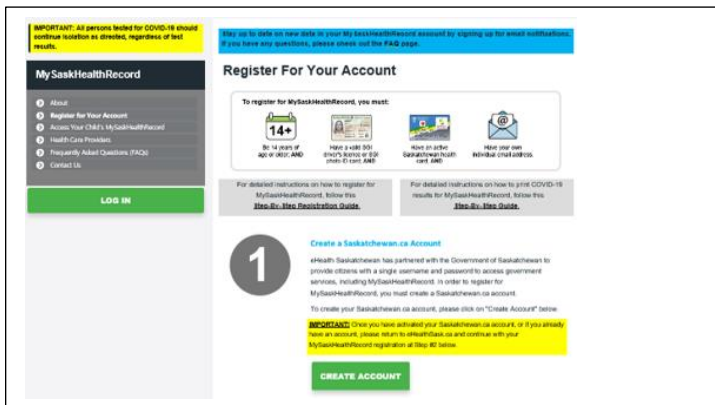 IMPORTANT: All persons tested for COVID-19 should
continue isolation as directed, regardless of test
results.
MySaskHealthRecord
About
Register for Your Account
Access Your Child's MySaskHealthRecord
Health Care Providers
Frequently Asked Questions (FAQs)
Contact Us
LOG IN
Stay up to date on new data in your MySaskHealthRecord account by signing up for email notifications.
If you have any questions, please check out the FAQ page.
Register For Your Account
To register for MySaskHealthRecord, you must:
14+
Be 14 years of
age or older; AND
Have a valid SGI
driver's licence or SGI
photo ID card; AND
Have an active
Saskatchewan health
card; AND
@
Have your own
individual email address.
For detailed instructions on how to register for
MySaskHealthRecord, follow this
Step-By-Step Registration Guide.
For detailed instructions on how to print COVID-19
results for MySaskHealthRecord, follow this
Step-By-Step Guide.
1
Create a Saskatchewan.ca Account
eHealth Saskatchewan has partnered with the Government of Saskatchewan to
provide citizens with a single username and password to access government
services, including MySaskHealthRecord. In order to register for
MySaskHealthRecord, you must create a Saskatchewan.ca account.
To create your Saskatchewan.ca account, please click on "Create Account" below.
IMPORTANT: Once you have activated your Saskatchewan.ca account, or if you already
have an account, please return to eHealthSask.ca and continue with your
MySaskHealthRecord registration at Step #2 below.
CREATE ACCOUNT